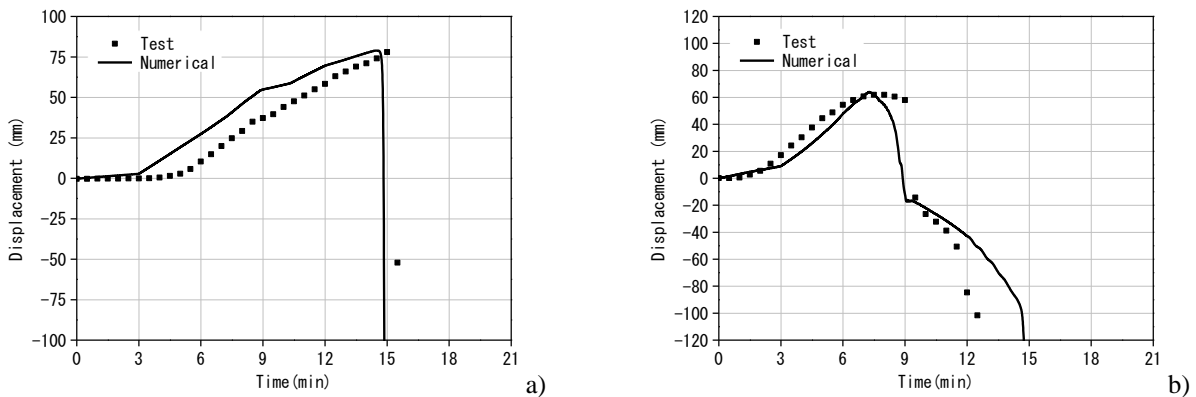 100
75
50
25
0
-25
-50
-75
-100
Displacement (mm)
Test
Numerical
0 3 6 9 12 15 18 21
Time(min)
a)
120
100
80
60
40
20
0
-20
-40
-60
-80
-100
-120
Displacement (mm)
Test
Numerical
0 3 6 9 12 15 18 21
Time(min)
b)